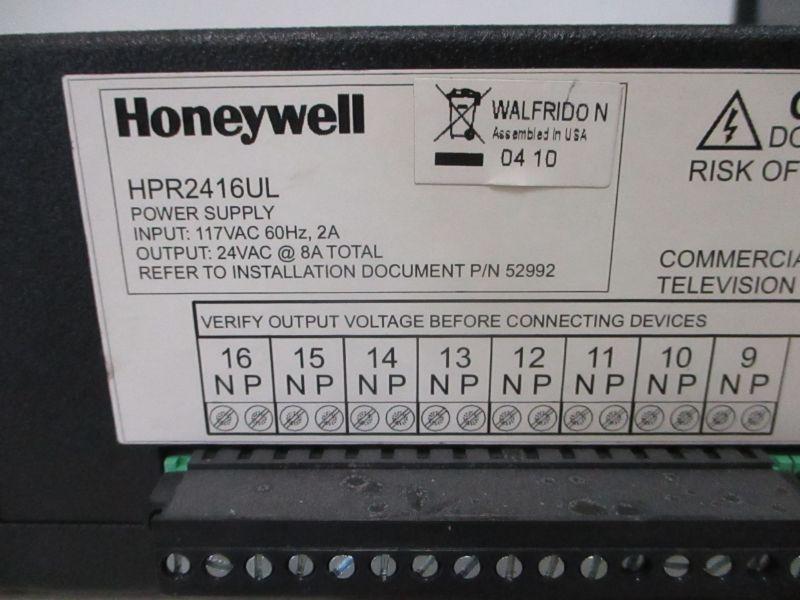 Honeywell
WALFRIDO N
Assembled in USA
04 10
HPR2416UL
POWER SUPPLY
INPUT: 117VAC 60Hz, 2A
OUTPUT: 24VAC @ 8A TOTAL
REFER TO INSTALLATION DOCUMENT P/N 52992
RISK OF
TELEVISION
VERIFY OUTPUT VOLTAGE BEFORE CONNECTING DEVICES
16 15 14 13 12 11 10 9
N P N P N P N P N P N P N P N P